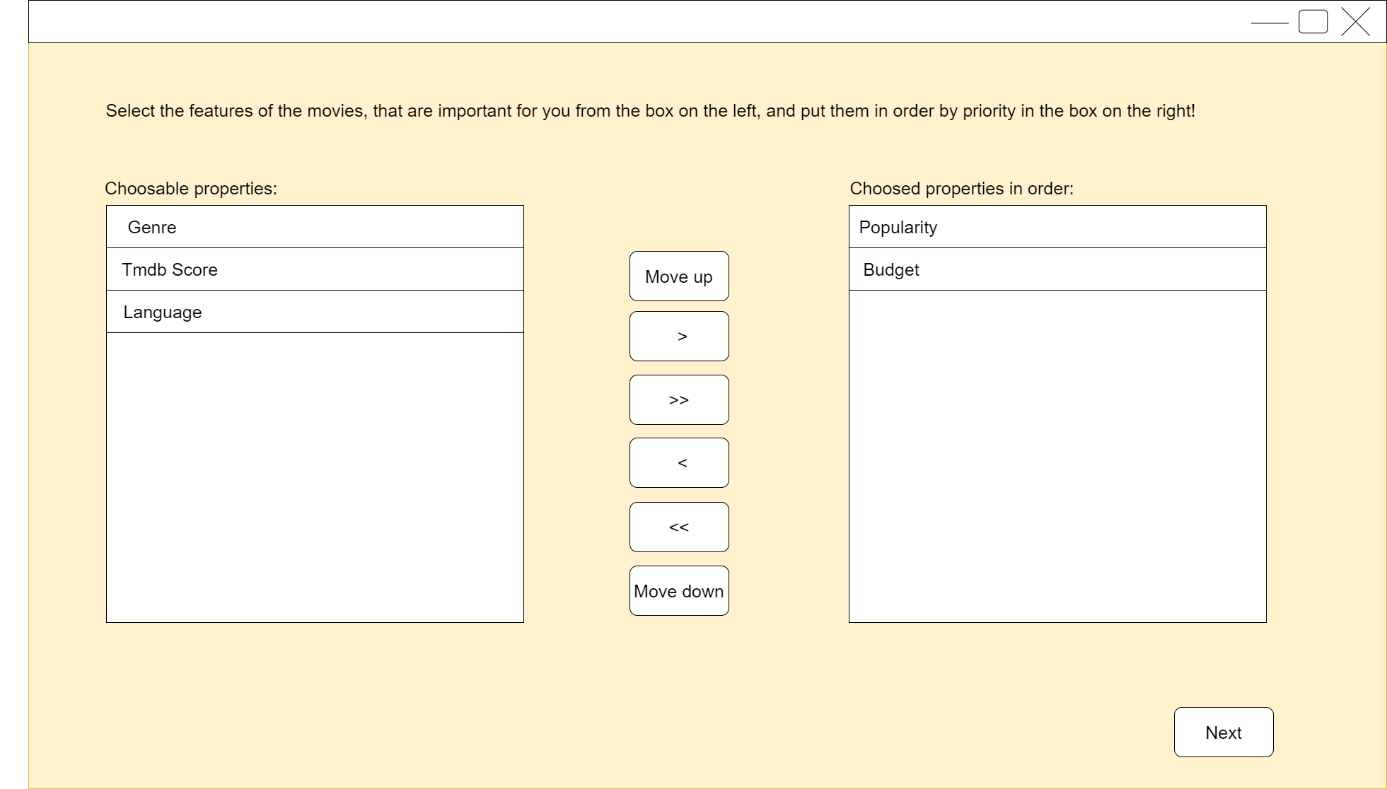 Select the features of the movies, that are important for you from the box on the left, and put them in order by priority in the box on the right!
Choosable properties:
Genre
Tmdb Score
Language
Move up
>
>>
<
<<
Move down
Choosed properties in order:
Popularity
Budget
Next